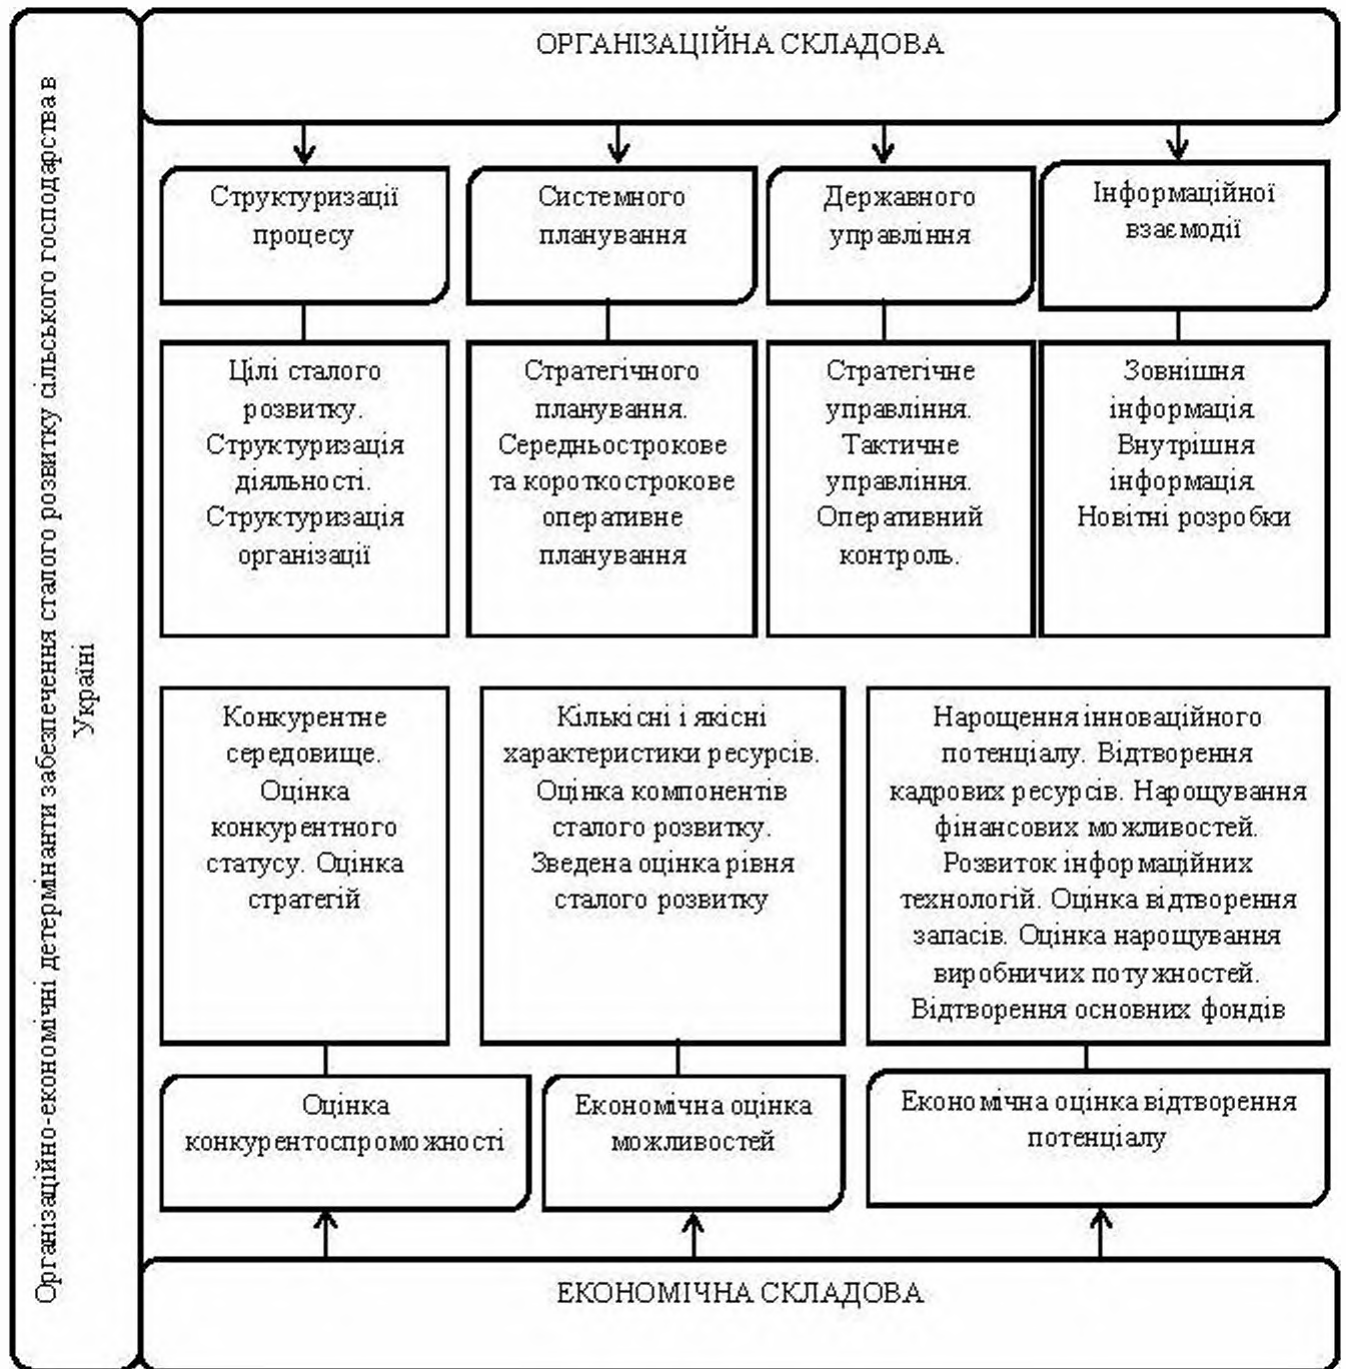 Організаційно-економічні детермінанти забезпечення сталого розвитку сільського господарства в
Україні
ОРГАНІЗАЦІЙНА СКЛАДОВА
Структуризації
процесу
Системного
планування
Державного
управління
Інформаційної
взаємодії
Цілі сталого
розвитку.
Структуризація
діяльності.
Структуризація
організації
Стратегічного
планування.
Середньострокове
та короткострокове
оперативне
планування
Стратегічне
управління.
Тактичне
управління.
Оперативний
контроль.
Зовнішня
інформація.
Внутрішня
інформація.
Новітні розробки
Конкурентне
середовище.
Оцінка
конкурентного
статусу. Оцінка
стратегій
Кількісні і якісні
характеристики ресурсів.
Оцінка компонентів
сталого розвитку.
Зведена оцінка рівня
сталого розвитку
Нарощення інноваційного
потенціалу. Відтворення
кадрових ресурсів. Нарощування
фінансових можливостей.
Розвиток інформаційних
технологій. Оцінка відтворення
запасів. Оцінка нарощування
виробничих потужностей.
Відтворення основних фондів
Оцінка
конкурентоспроможності
Економічна оцінка
можливостей
Економічна оцінка відтворення
потенціалу
ЕКОНОМІЧНА СКЛАДОВА